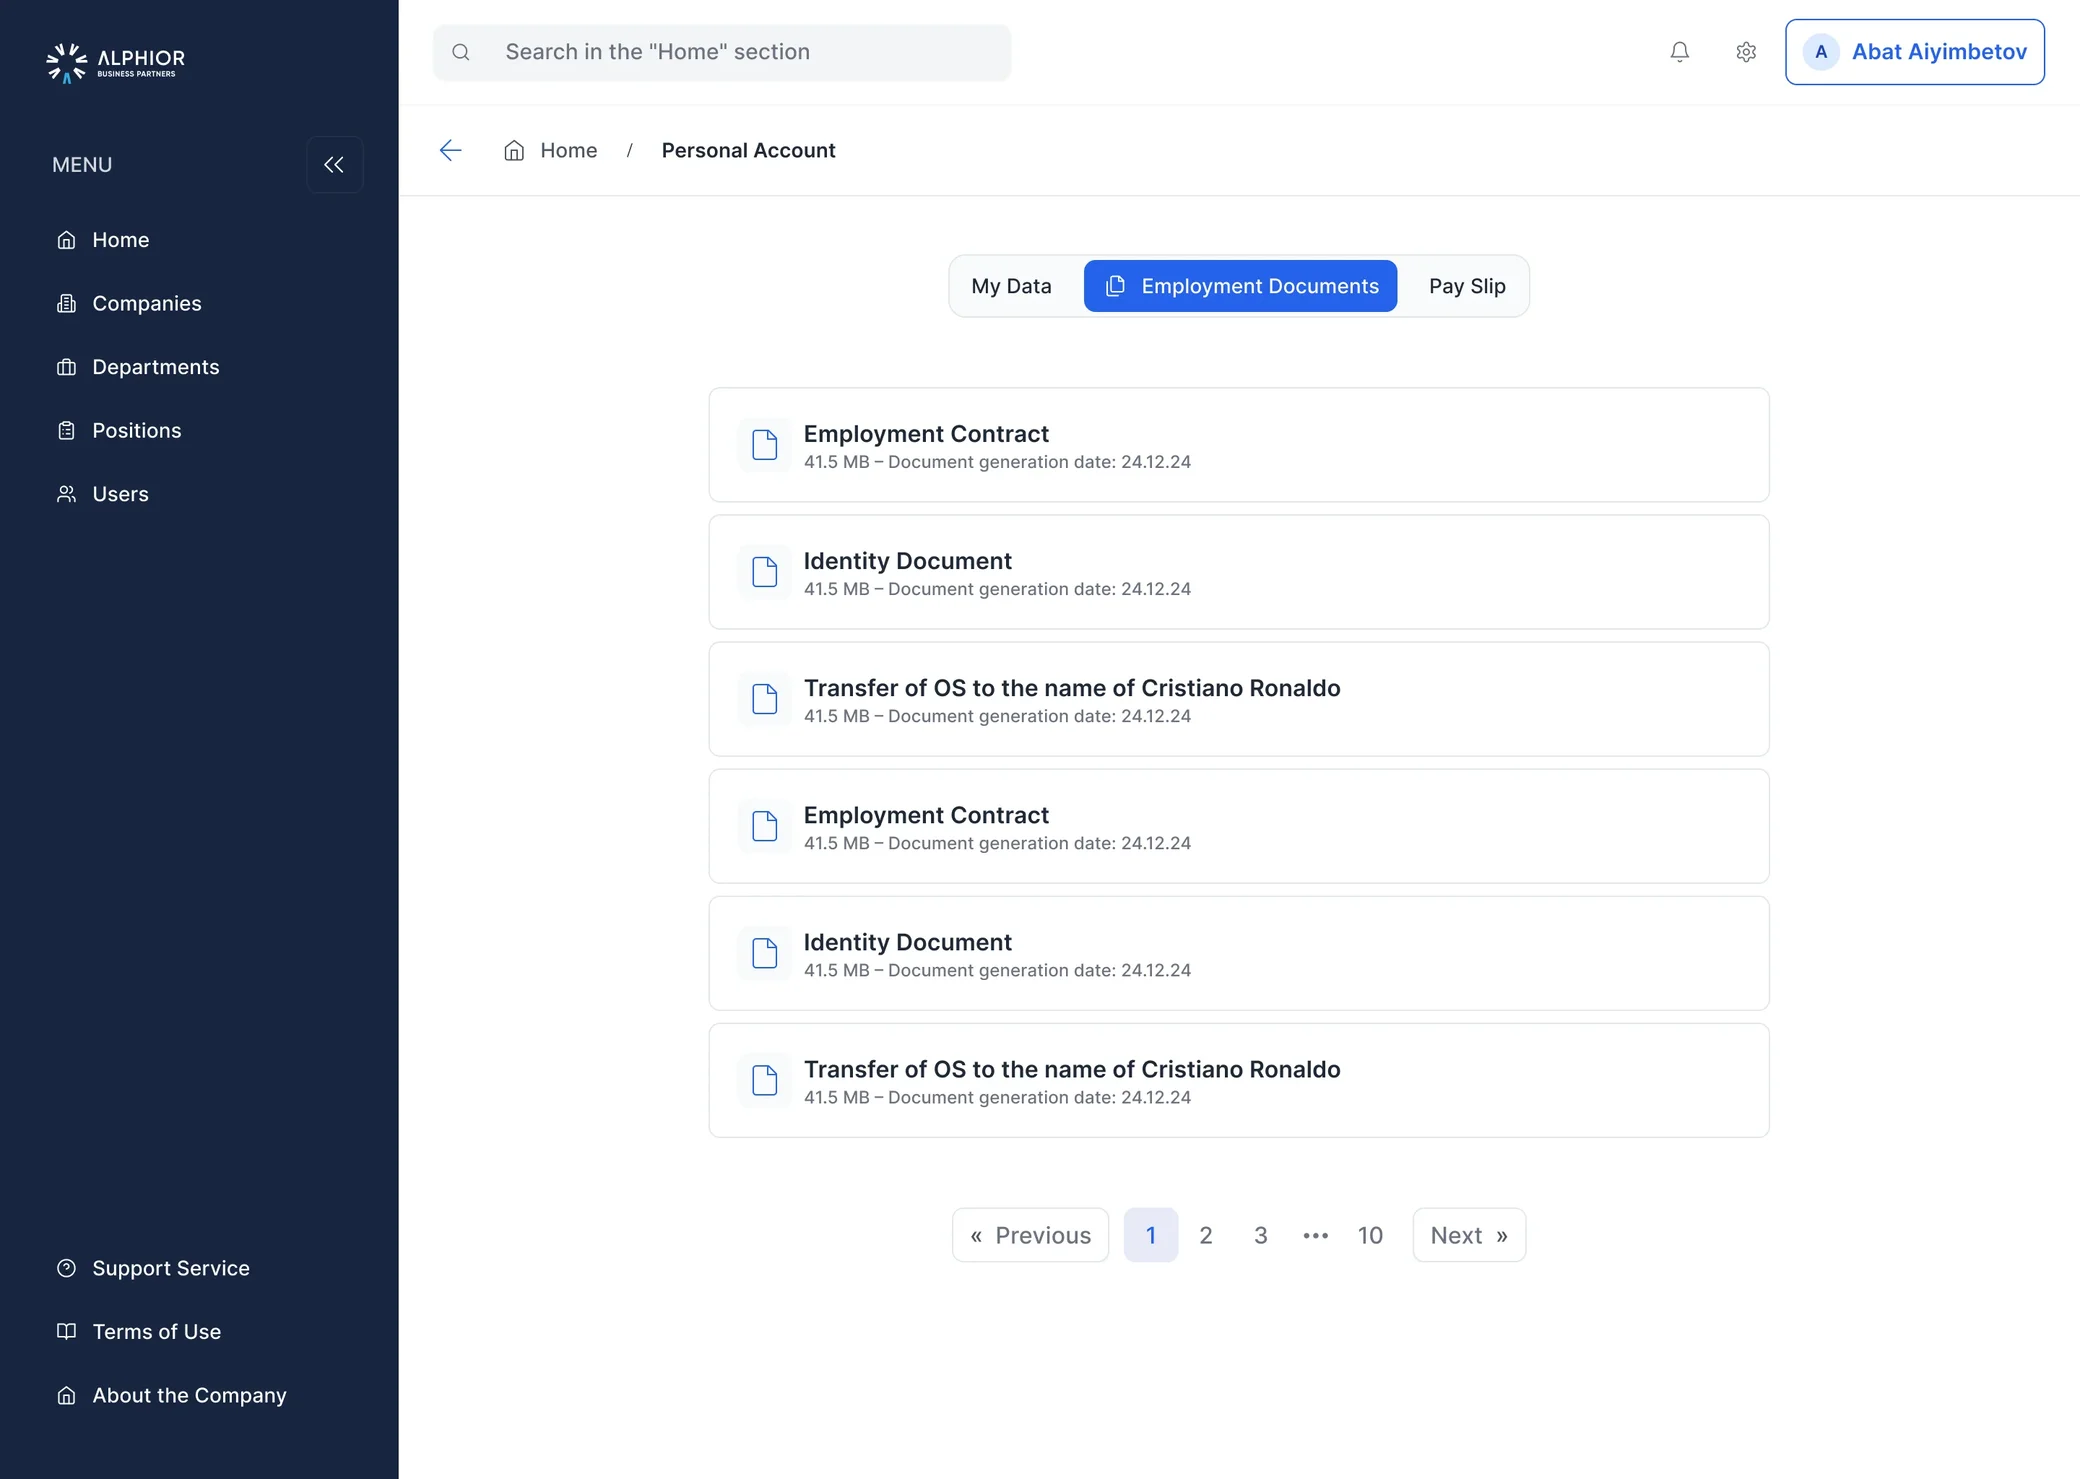 ALPHIOR
BUSINESS PARTNERS
MENU
Home
Companies
Departments
Positions
Users
Support Service
Terms of Use
About the Company
Search in the "Home" section
A Abat Aiyimbetov
Home / Personal Account
My Data Employment Documents Pay Slip
Employment Contract
41.5 MB – Document generation date: 24.12.24
Identity Document
41.5 MB – Document generation date: 24.12.24
Transfer of OS to the name of Cristiano Ronaldo
41.5 MB – Document generation date: 24.12.24
Employment Contract
41.5 MB – Document generation date: 24.12.24
Identity Document
41.5 MB – Document generation date: 24.12.24
Transfer of OS to the name of Cristiano Ronaldo
41.5 MB – Document generation date: 24.12.24
« Previous 1 2 3 ••• 10 Next »